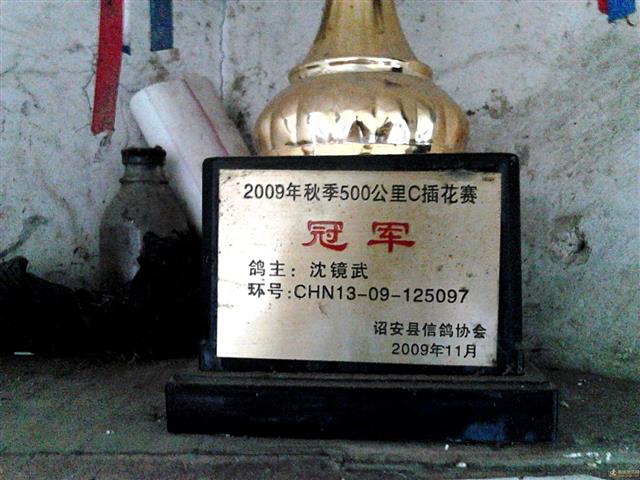 2009年秋季500公里C插花赛
冠军
鸽主：沈镜武
环号:CHN13-09-125097
诏安县信鸽协会
2009年11月